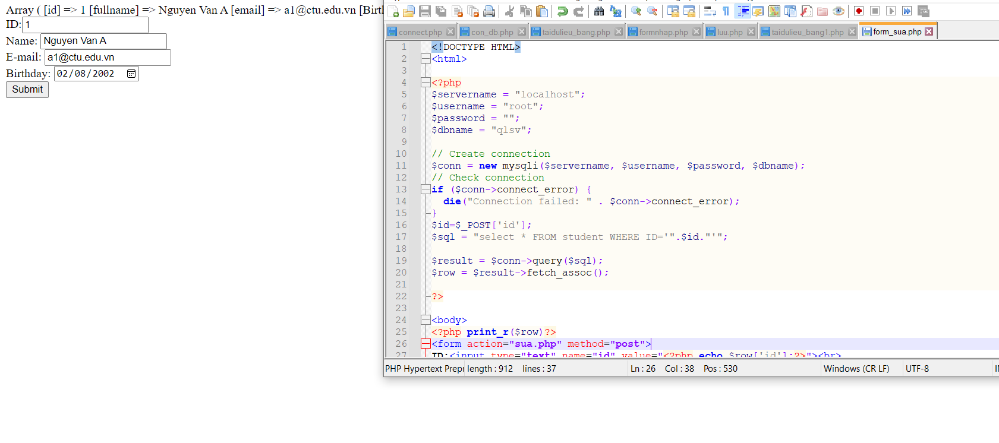 Array ( [id] => 1 [fullname] => Nguyen Van A [email] => a1@ctu.edu.vn [Birt
ID: 1
Name: Nguyen Van A
E-mail: a1@ctu.edu.vn
Birthday: 02/08/2002
Submit
connect.php con_db.php taidulieu_bang.php formnhap.php luu.php taidulieu_bang1.php form_sua.php
1 <!DOCTYPE HTML>
2 <html>
3
4 <?php
5 $servername = "localhost";
6 $username = "root";
7 $password = "";
8 $dbname = "qlsv";
9
10 // Create connection
11 $conn = new mysqli($servername, $username, $password, $dbname);
12 // Check connection
13 if ($conn->connect_error) {
14 die("Connection failed: " . $conn->connect_error);
15 }
16 $id=$_POST['id'];
17 $sql = "select * FROM student WHERE ID='".$id."'";
18
19 $result = $conn->query($sql);
20 $row = $result->fetch_assoc();
21
22 ?>
23
24 <body>
25 <?php print_r($row)?>
26 <form action="sua.php" method="post">
27 ID:<input type="text" name="id" value="<?php echo $row['id'];?>"><br>
PHP Hypertext Prepr length : 912 lines : 37 Ln : 26 Col : 38 Pos : 530 Windows (CR LF) UTF-8